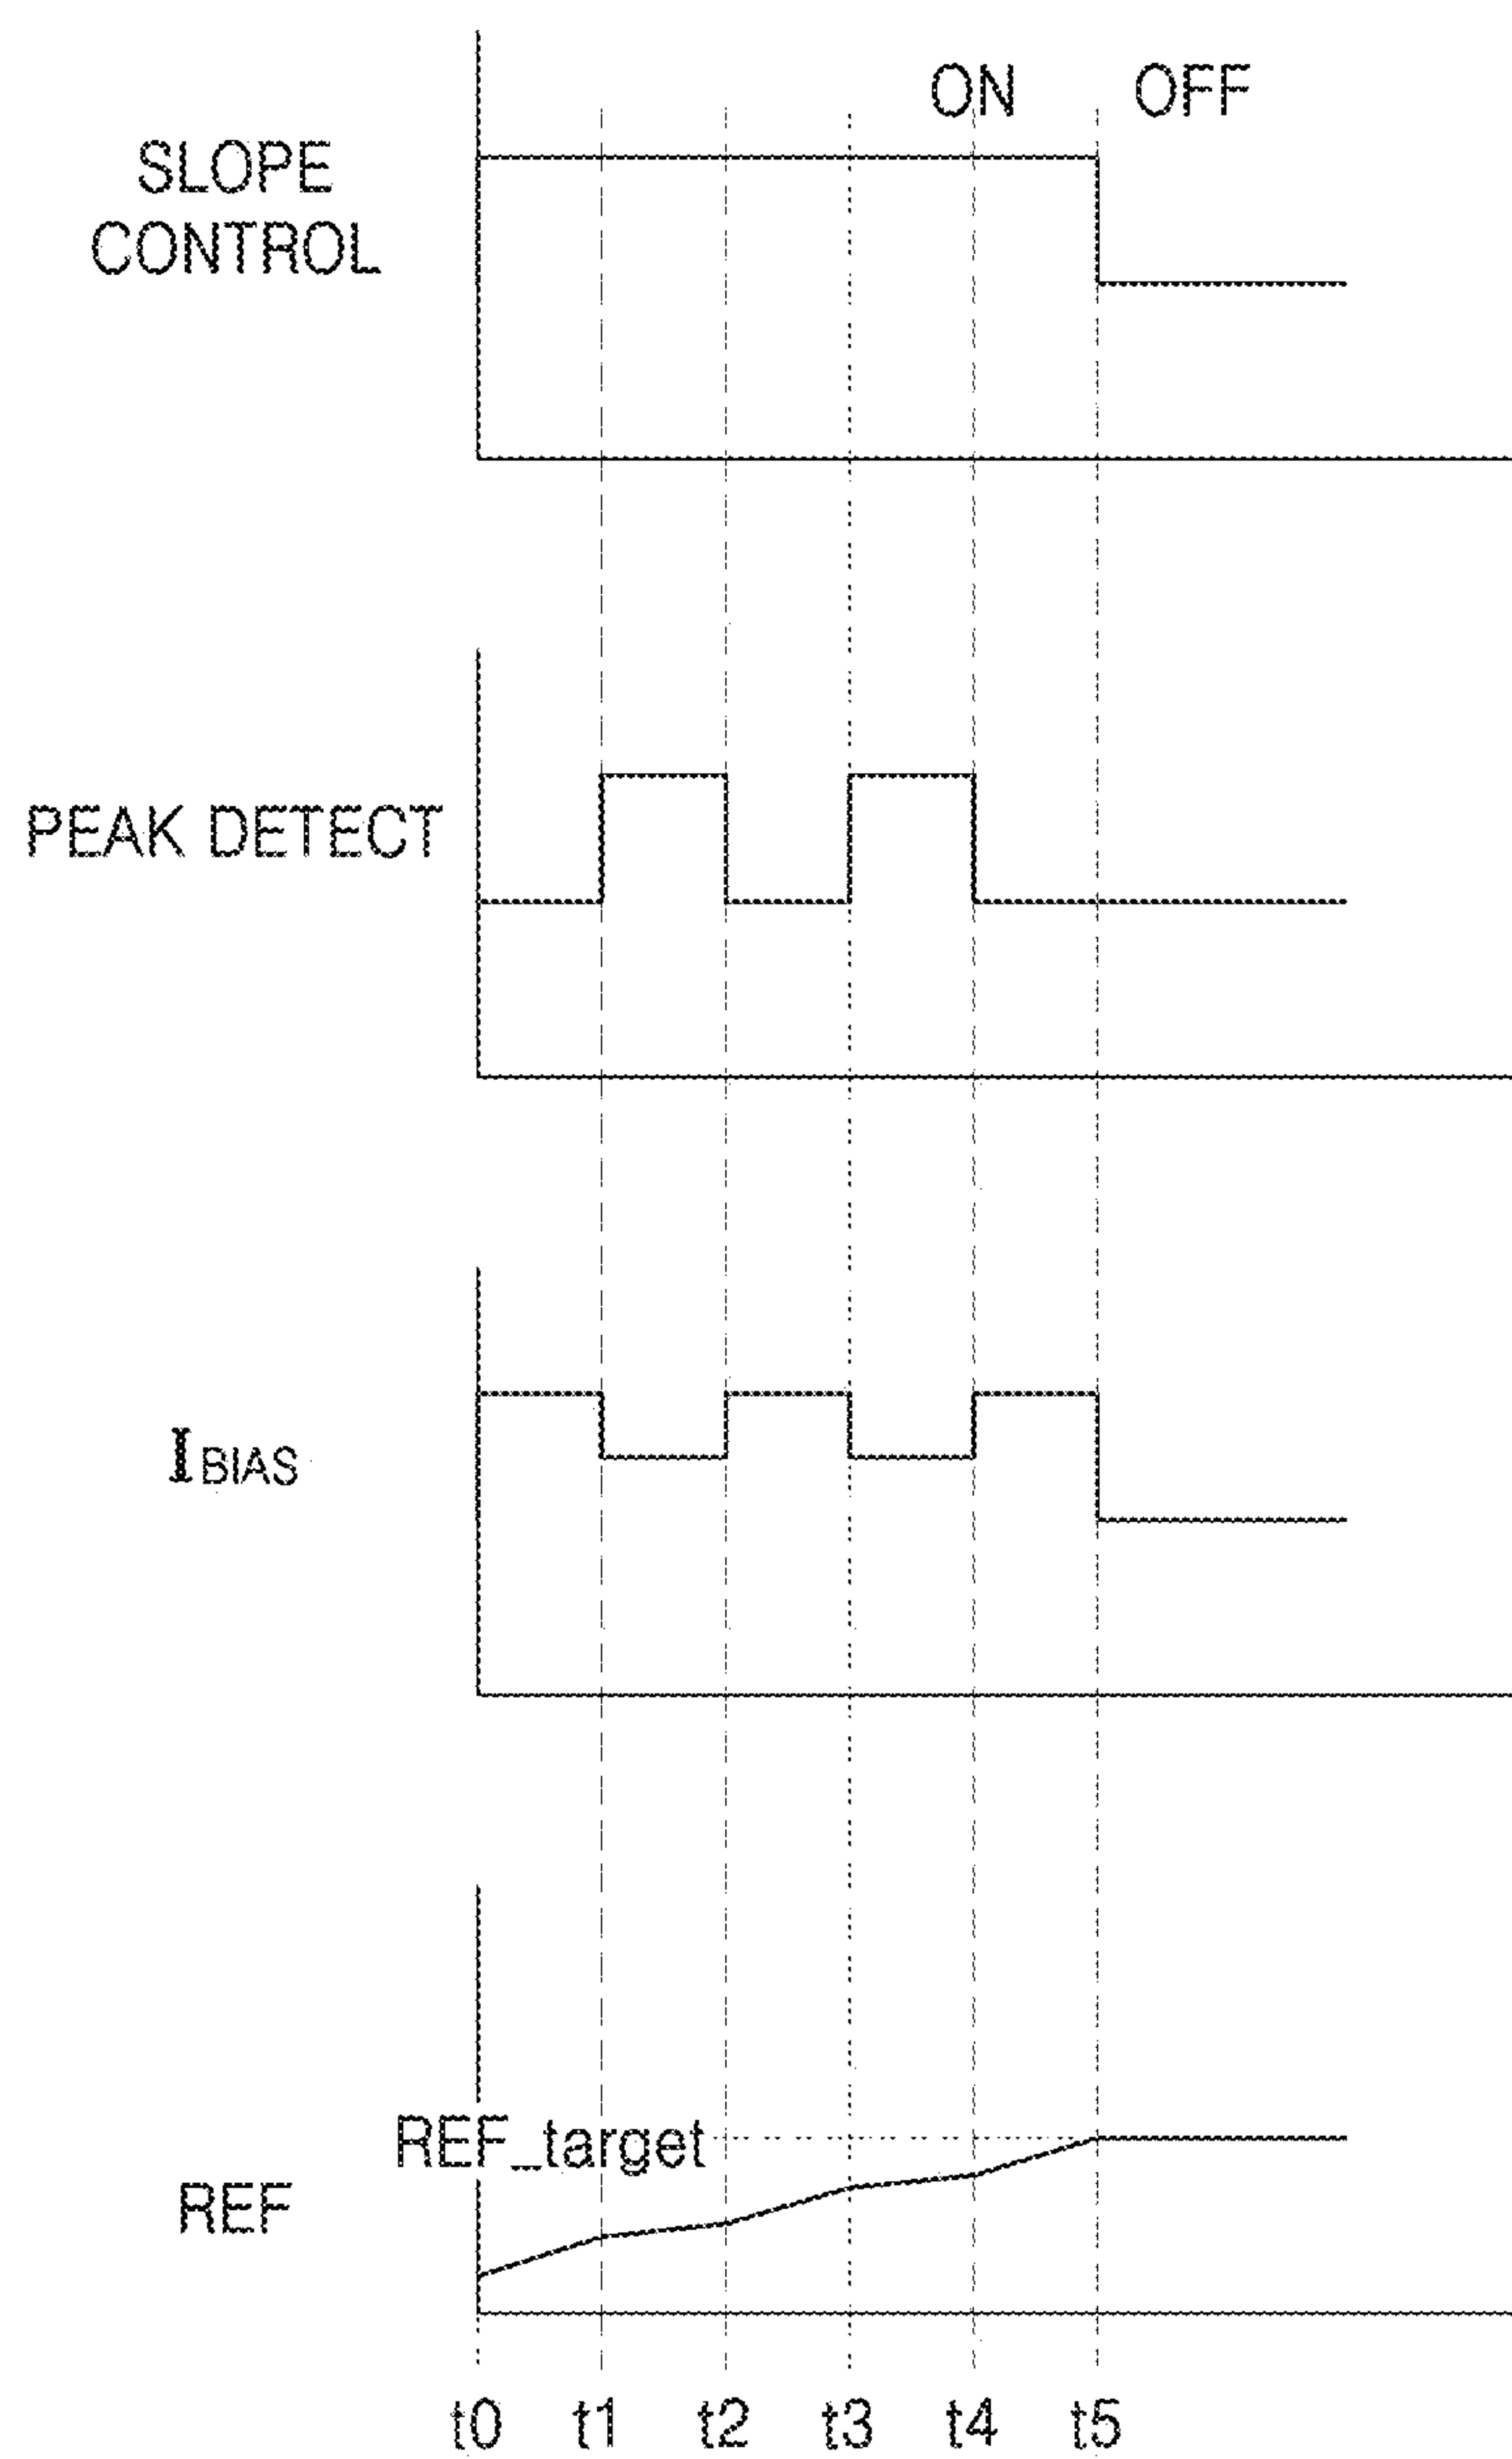 ON OFF
SLOPE
CONTROL
PEAK DETECT
IBIAS
REF_target
REF
t0 t1 t2 t3 t4 t5